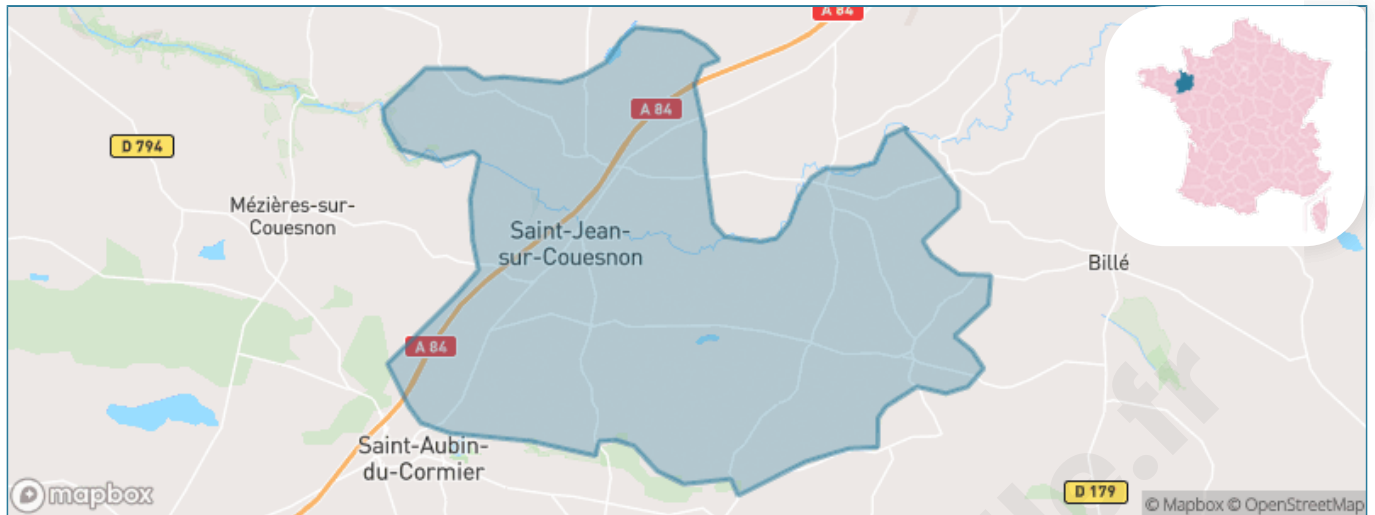 A 84
A 84
D 794
Mézières-sur-
Couesnon
Saint-Jean-
sur-Couesnon
Billé
A 84
Saint-Aubin-
du-Cormier
D 179
mapbox
© Mapbox © OpenStreetMap